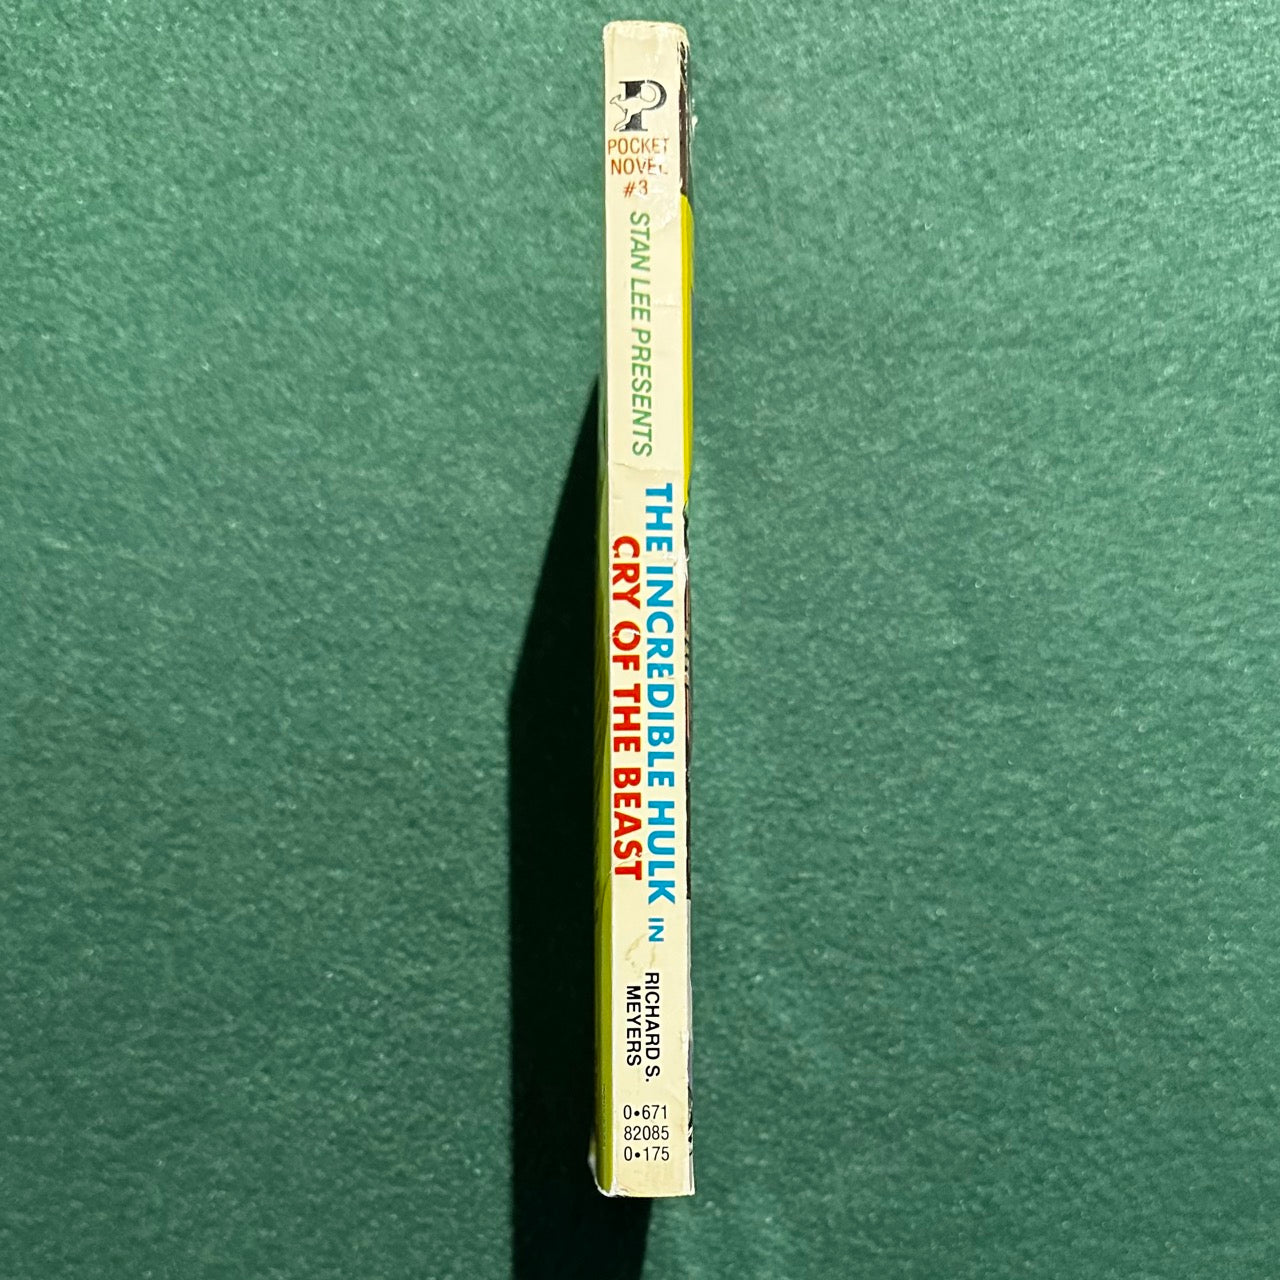 P
POCKET
NOVEL
#3
STAN LEE PRESENTS
THE INCREDIBLE HULK IN
CRY OF THE BEAST
RICHARD S.
MEYERS
0•671
82085
0•175